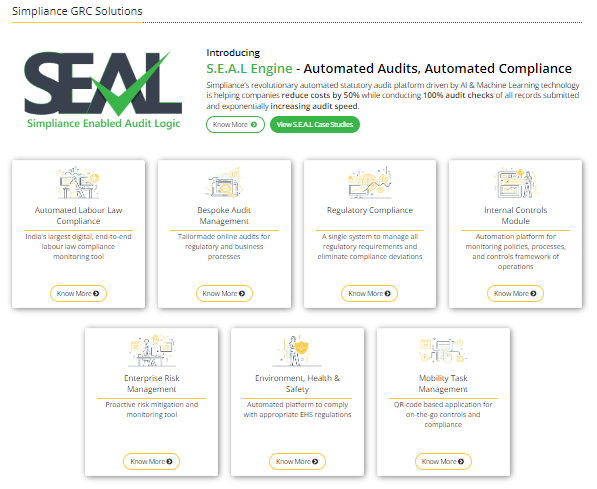 Simpliance GRC Solutions
SEAL
Simpliance Enabled Audit Logic
Introducing
S.E.A.L Engine - Automated Audits, Automated Compliance
Simpliance's revolutionary automated statutory audit platform driven by AI & Machine Learning technology
is helping companies reduce costs by 50% while conducting 100% audit checks of all records submitted
and exponentially increasing audit speed.
Know More
View S.E.A.L Case Studies
Automated Labour Law
Compliance
India's largest digital, end-to-end
labour law compliance
monitoring tool
Know More
Bespoke Audit
Management
Tailormade online audits for
regulatory and business
processes
Know More
Regulatory Compliance
A single system to manage all
regulatory requirements and
eliminate compliance deviations
Know More
Internal Controls
Module
Automation platform for
monitoring policies, processes,
and controls framework of
operations
Know More
Enterprise Risk
Management
Proactive risk mitigation and
monitoring tool
Know More
Environment, Health &
Safety
Automated platform to comply
with appropriate EHS regulations
Know More
Mobility Task
Management
QR-code based application for
on-the-go controls and
compliance
Know More